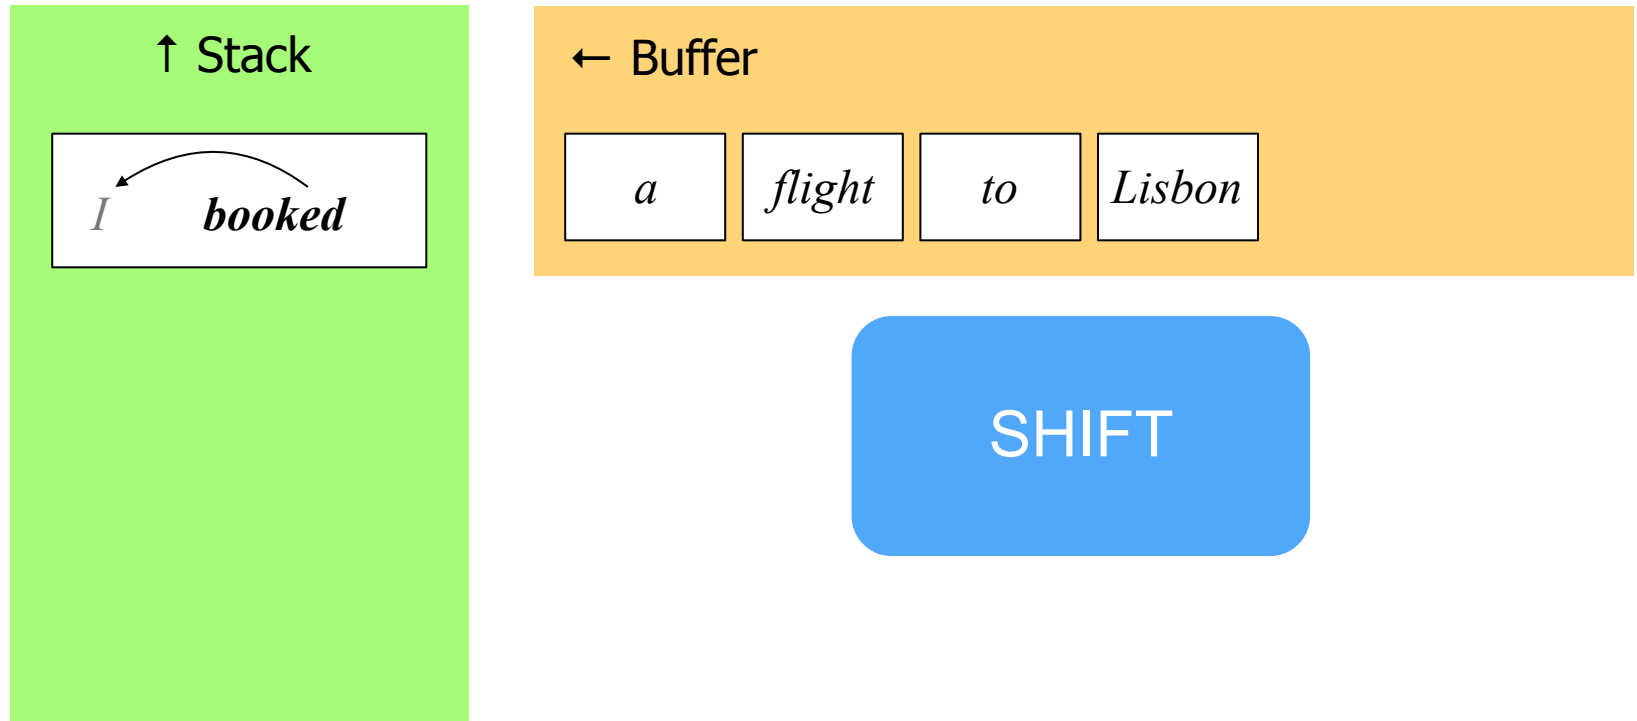 ↑ Stack
← Buffer
I booked
a flight to Lisbon
SHIFT